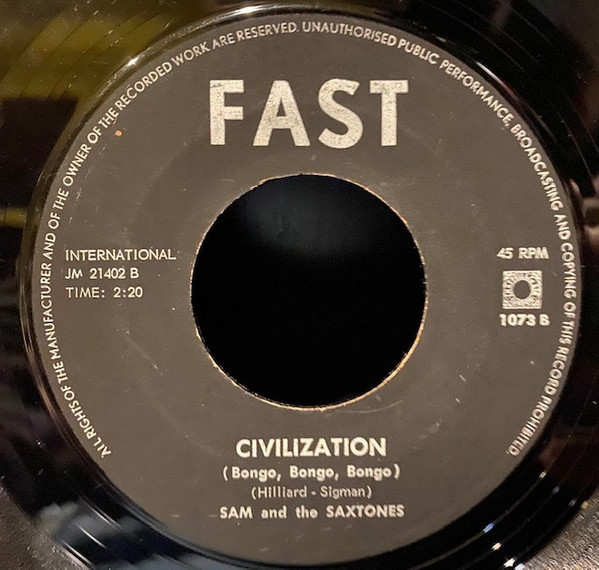 ALL RIGHTS OF THE MANUFACTURER AND OF THE OWNER OF THE RECORDED WORK ARE RESERVED. UNAUTHORISED PUBLIC PERFORMANCE, BROADCASTING AND COPYING OF THIS RECORD PROHIBITED.
FAST
INTERNATIONAL
JM 21402 B
TIME: 2:20
45 RPM
1073 B
CIVILIZATION
(Bongo, Bongo, Bongo)
(Hilliard - Sigman)
SAM and the SAXTONES